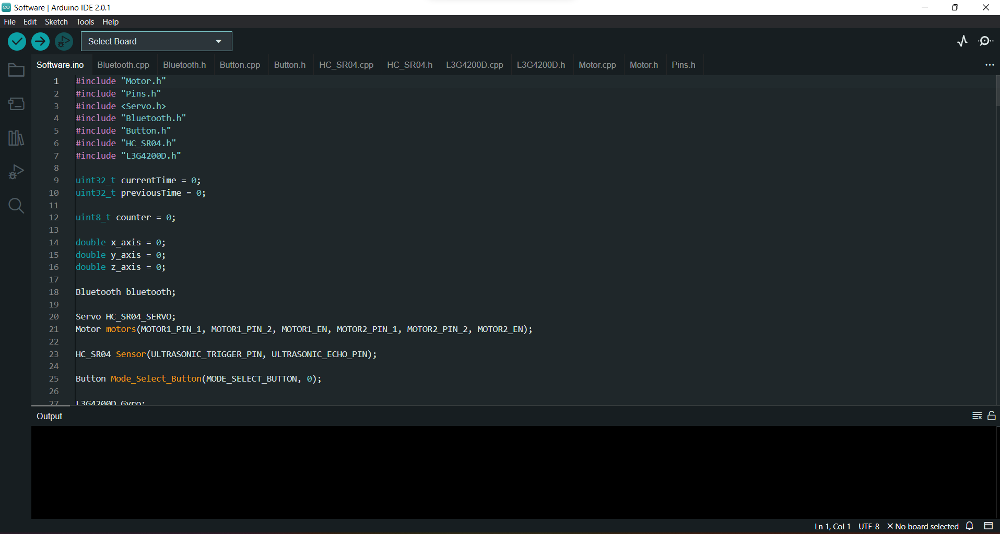 Software | Arduino IDE 2.0.1
File Edit Sketch Tools Help
Select Board
Software.ino Bluetooth.cpp Bluetooth.h Button.cpp Button.h HC_SR04.cpp HC_SR04.h L3G4200D.cpp L3G4200D.h Motor.cpp Motor.h Pins.h
1 #include "Motor.h"
2 #include "Pins.h"
3 #include <Servo.h>
4 #include "Bluetooth.h"
5 #include "Button.h"
6 #include "HC_SR04.h"
7 #include "L3G4200D.h"
8
9 uint32_t currentTime = 0;
10 uint32_t previousTime = 0;
11
12 uint8_t counter = 0;
13
14 double x_axis = 0;
15 double y_axis = 0;
16 double z_axis = 0;
17
18 Bluetooth bluetooth;
19
20 Servo HC_SR04_SERVO;
21 Motor motors(MOTOR1_PIN_1, MOTOR1_PIN_2, MOTOR1_EN, MOTOR2_PIN_1, MOTOR2_PIN_2, MOTOR2_EN);
22
23 HC_SR04 Sensor(ULTRASONIC_TRIGGER_PIN, ULTRASONIC_ECHO_PIN);
24
25 Button Mode_Select_Button(MODE_SELECT_BUTTON, 0);
26
27 L3G4200D Gyro;
Output
Ln 1, Col 1 UTF-8 No board selected